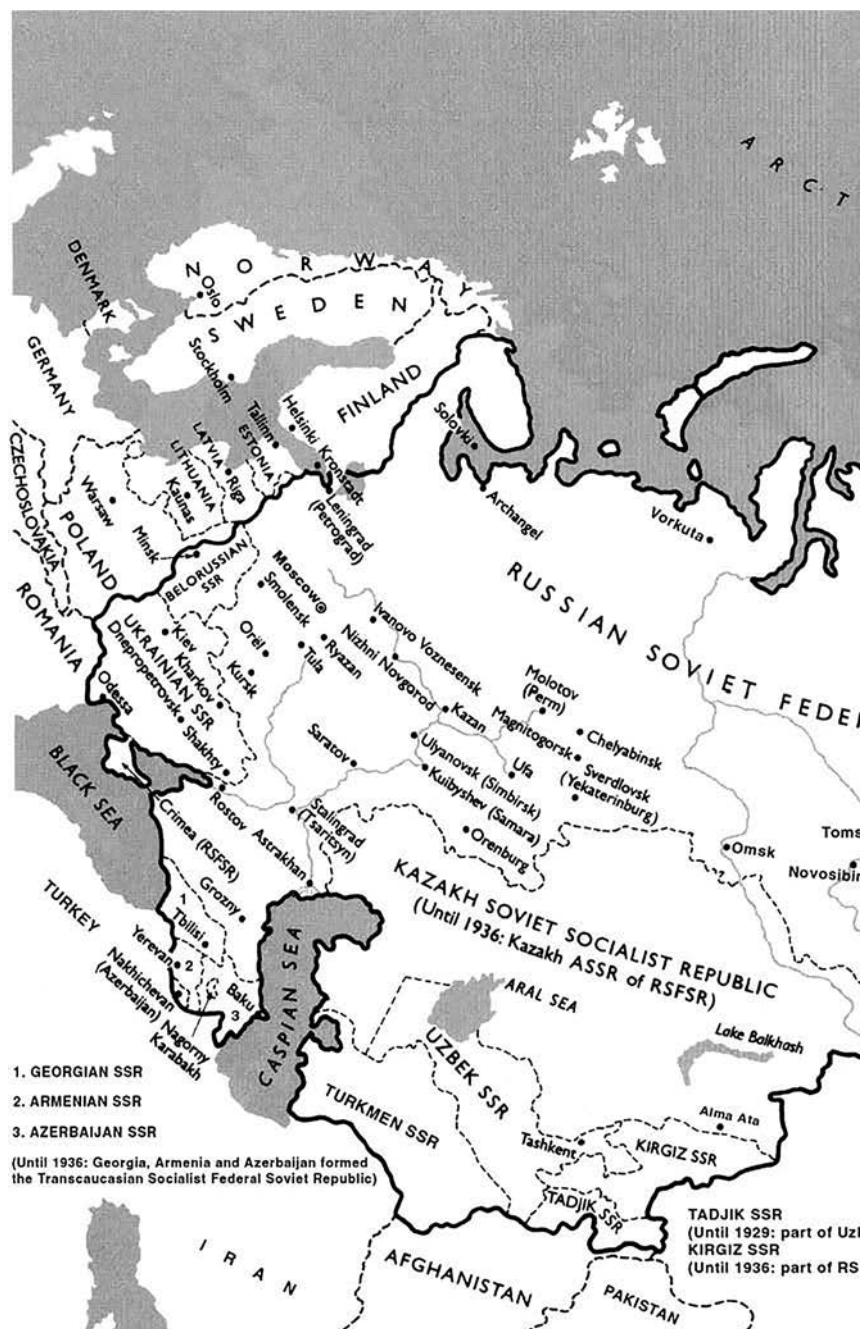 ARCT
NORWAY
Oslo
SWEDEN
DENMARK
Stockholm
FINLAND
GERMANY
Helsinki
Kronstadt
Tallinn
ESTONIA
LATVIA
Riga
LITHUANIA
Kaunas
Leningrad
(Petrograd)
Solovki
Archangel
Vorkuta
CZECHOSLOVAKIA
Warsaw
POLAND
Minsk
BELORUSSIAN
SSR
ROMANIA
RUSSIAN SOVIET FEDER
Moscow
Smolensk
Orël
Kursk
Tula
Ryazan
Ivanovo Voznesensk
Nizhni Novgorod
Kazan
Molotov
(Perm)
Magnitogorsk
Chelyabinsk
Sverdlovsk
(Yekaterinburg)
Ufa
Ulyanovsk (Simbirsk)
Kuibyshev (Samara)
Orenburg
Saratov
Kiev
UKRAINIAN SSR
Kharkov
Dnepropetrovsk
Odessa
Shakhty
BLACK SEA
Rostov
Astrakhan
Stalingrad
(Tsaritsyn)
Crimea (RSFSR)
Omsk
Toms
Novosibir
Grozny
1
Tbilisi
TURKEY
Yerevan
2
Nakhichevan
(Azerbaijan)
Nagorny
Karabakh
Baku
3
CASPIAN SEA
KAZAKH SOVIET SOCIALIST REPUBLIC
(Until 1936: Kazakh ASSR of RSFSR)
ARAL SEA
Lake Balkhash
UZBEK SSR
TURKMEN SSR
Tashkent
Alma Ata
KIRGIZ SSR
TADJIK SSR
1. GEORGIAN SSR
2. ARMENIAN SSR
3. AZERBAIJAN SSR
(Until 1936: Georgia, Armenia and Azerbaijan formed
the Transcaucasian Socialist Federal Soviet Republic)
TADJIK SSR
(Until 1929: part of Uzb
KIRGIZ SSR
(Until 1936: part of RS
IRAN
AFGHANISTAN
PAKISTAN